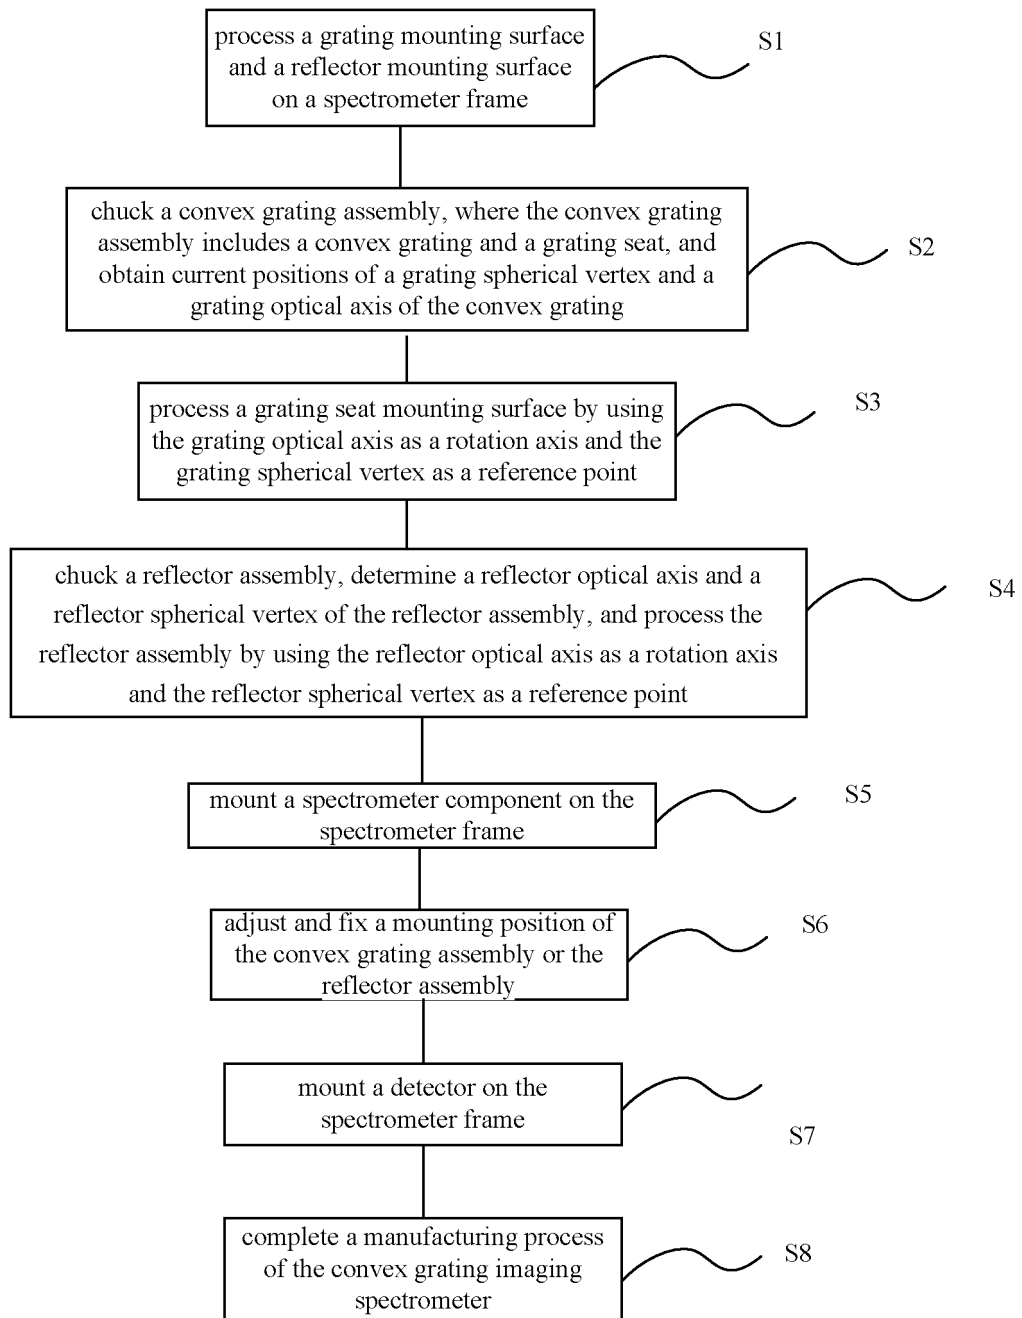 process a grating mounting surface
and a reflector mounting surface
on a spectrometer frame
S1
chuck a convex grating assembly, where the convex grating
assembly includes a convex grating and a grating seat, and
obtain current positions of a grating spherical vertex and a
grating optical axis of the convex grating
S2
process a grating seat mounting surface by using
the grating optical axis as a rotation axis and the
grating spherical vertex as a reference point
S3
chuck a reflector assembly, determine a reflector optical axis and a
reflector spherical vertex of the reflector assembly, and process the
reflector assembly by using the reflector optical axis as a rotation axis
and the reflector spherical vertex as a reference point
S4
mount a spectrometer component on the
spectrometer frame
S5
adjust and fix a mounting position of
the convex grating assembly or the
reflector assembly
S6
mount a detector on the
spectrometer frame
S7
complete a manufacturing process
of the convex grating imaging
spectrometer
S8